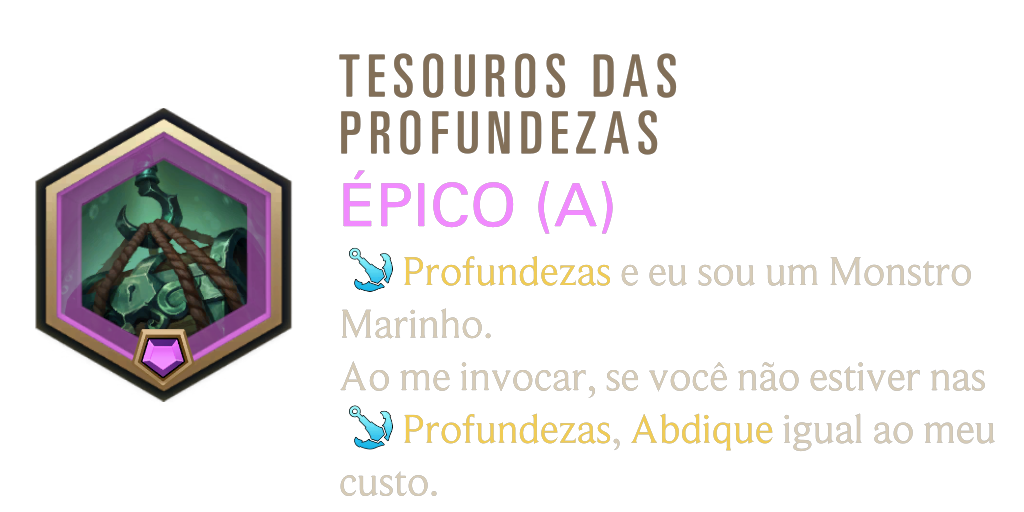 TESOUROS DAS
PROFUNDEZAS
ÉPICO (A)
Profundezas e eu sou um Monstro
Marinho.
Ao me invocar, se você não estiver nas
Profundezas, Abdique igual ao meu
custo.